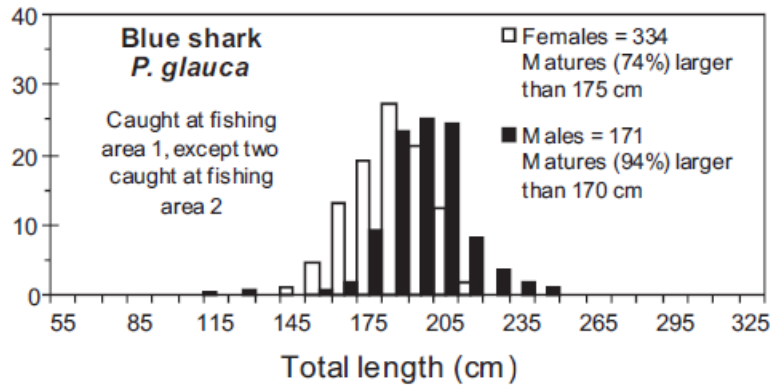 40
30
20
10
0
Blue shark
P. glauca
Caught at fishing
area 1, except two
caught at fishing
area 2
Females = 334
Matures (74%) larger
than 175 cm
Males = 171
Matures (94%) larger
than 170 cm
55 85 115 145 175 205 235 265 295 325
Total length (cm)